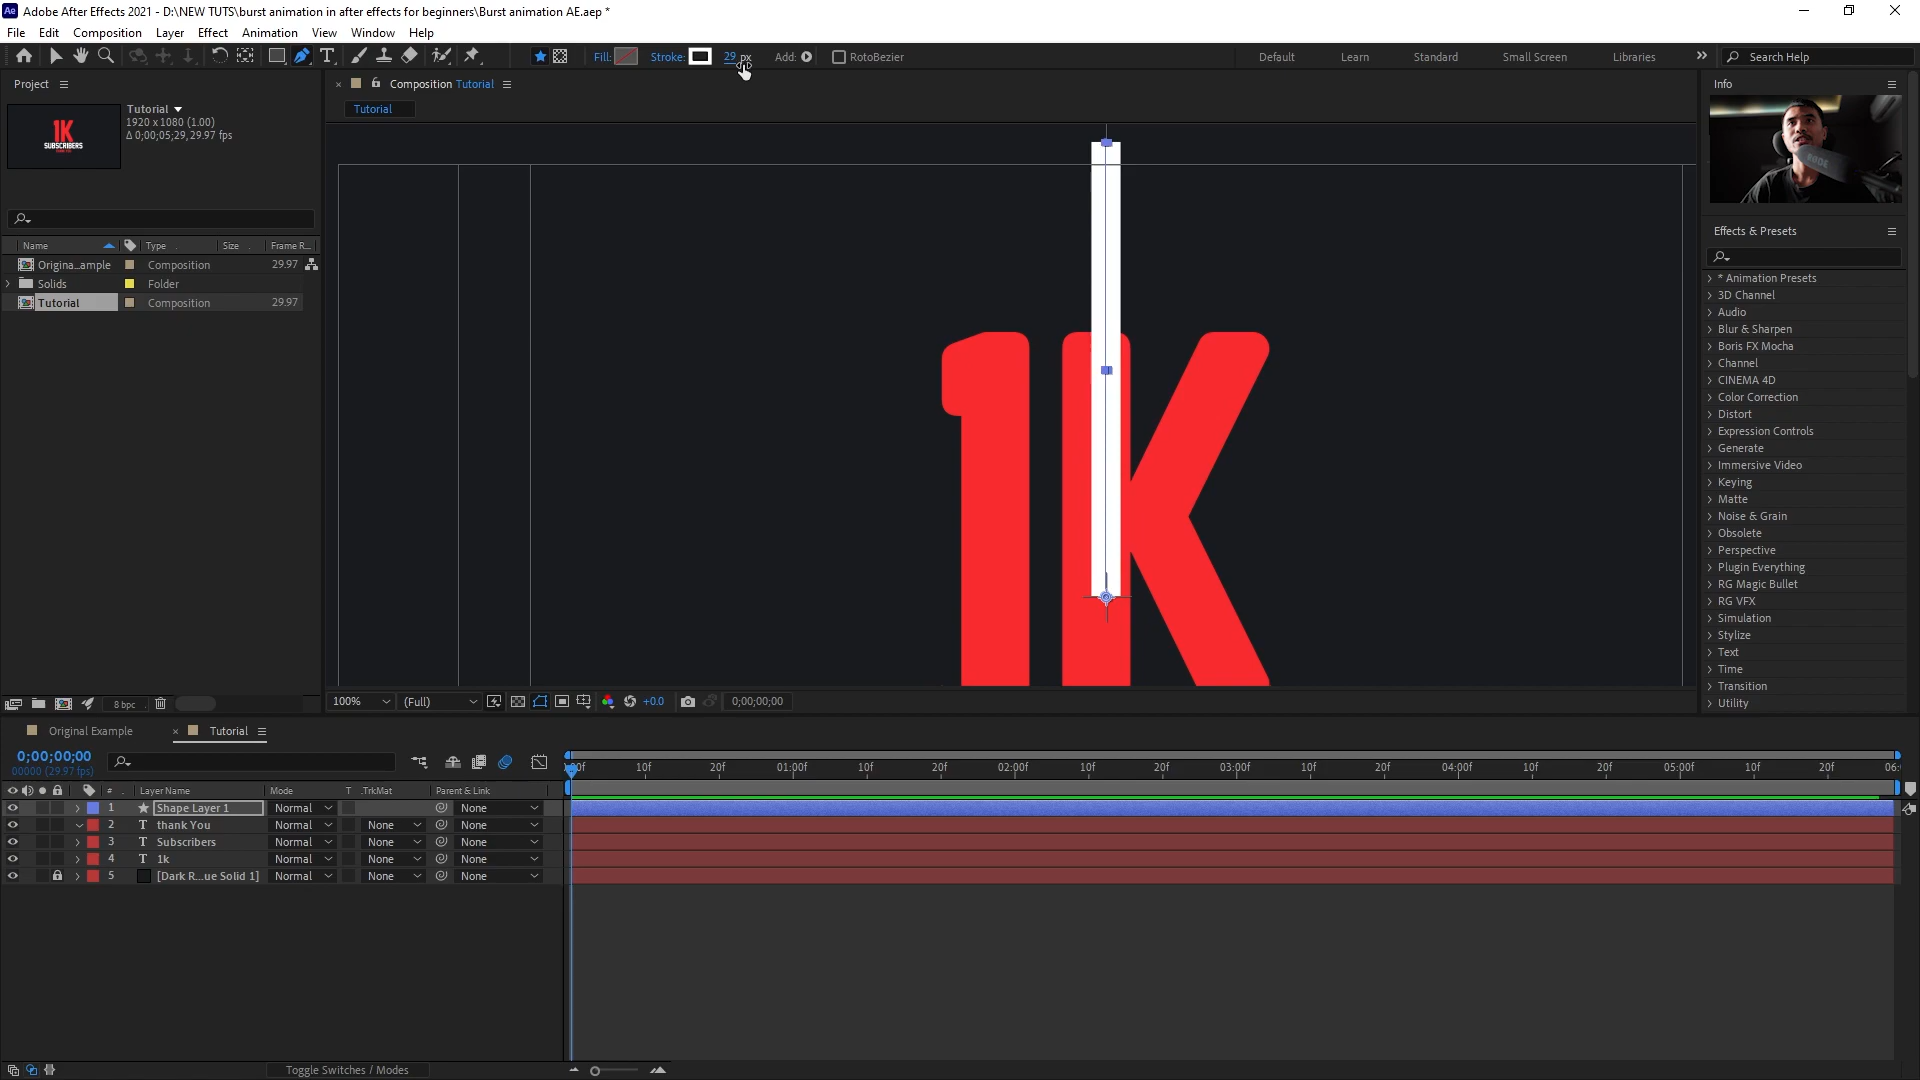 Adobe After Effects 2021 - D:\NEW TUTS\burst animation in after effects for beginners\Burst animation AE.aep *
File Edit Composition Layer Effect Animation View Window Help
Fill: Stroke: 29 px Add: RotoBezier Default Learn Standard Small Screen Libraries Search Help
Project
Composition Tutorial
Info
Tutorial
Tutorial
1920 x 1080 (1.00)
Δ 0;00;05;29, 29.97 fps
1K
SUBSCRIBERS
RODE
Effects & Presets
Name Type Size Frame R...
Origina...ample Composition 29.97
Solids Folder
Tutorial Composition 29.97
* Animation Presets
3D Channel
Audio
Blur & Sharpen
Boris FX Mocha
Channel
CINEMA 4D
Color Correction
Distort
Expression Controls
Generate
Immersive Video
Keying
Matte
Noise & Grain
Obsolete
Perspective
Plugin Everything
RG Magic Bullet
RG VFX
Simulation
Stylize
Text
Time
Transition
Utility
1K
8 bpc
100% (Full) +0.0 0;00;00;00
Original Example Tutorial
0;00;00;00
00000 (29.97 fps)
10f 20f 01:00f 10f 20f 02:00f 10f 20f 03:00f 10f 20f 04:00f 10f 20f 05:00f 10f 20f 06:
# Layer Name Mode T .TrkMat Parent & Link
1 Shape Layer 1 Normal None
2 T thank You Normal None None
3 T Subscribers Normal None None
4 T 1k Normal None None
5 [Dark R...ue Solid 1] Normal None None
Toggle Switches / Modes